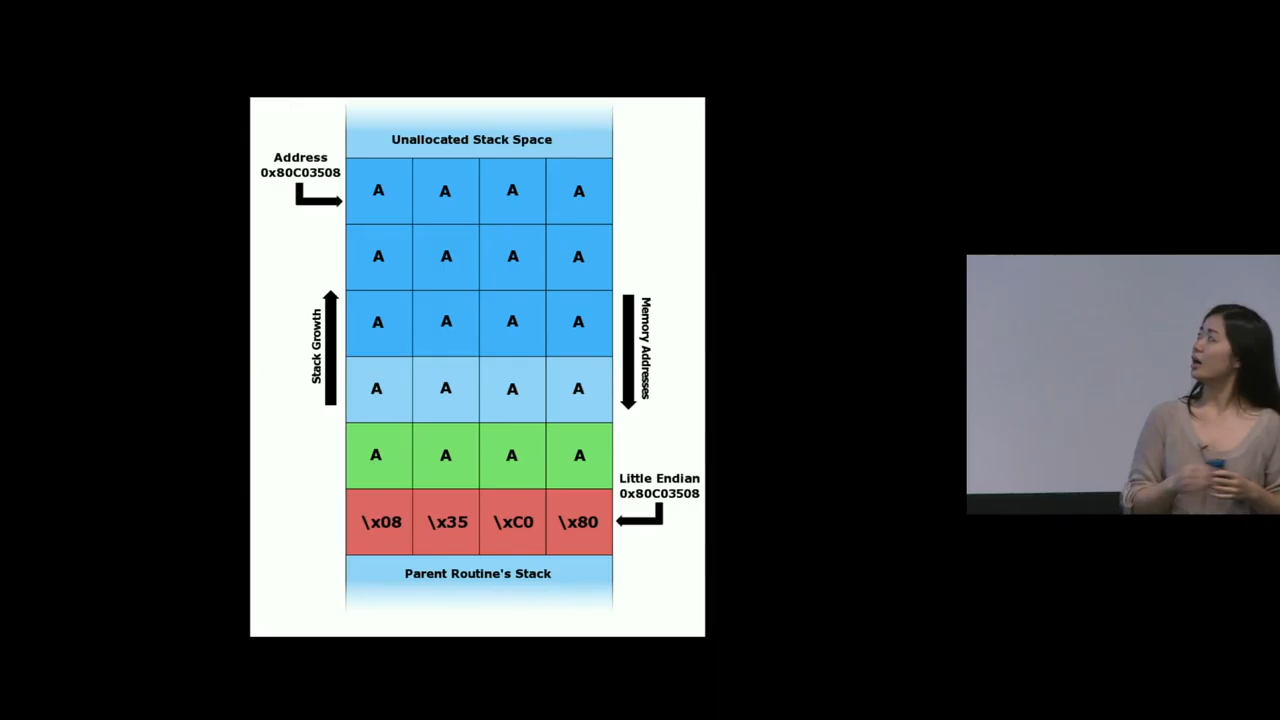 Unallocated Stack Space
Address
0x80C03508
A A A A
A A A A
A A A A
Stack Growth
Memory Addresses
A A A A
A A A A
Little Endian
0x80C03508
\x08 \x35 \xC0 \x80
Parent Routine's Stack